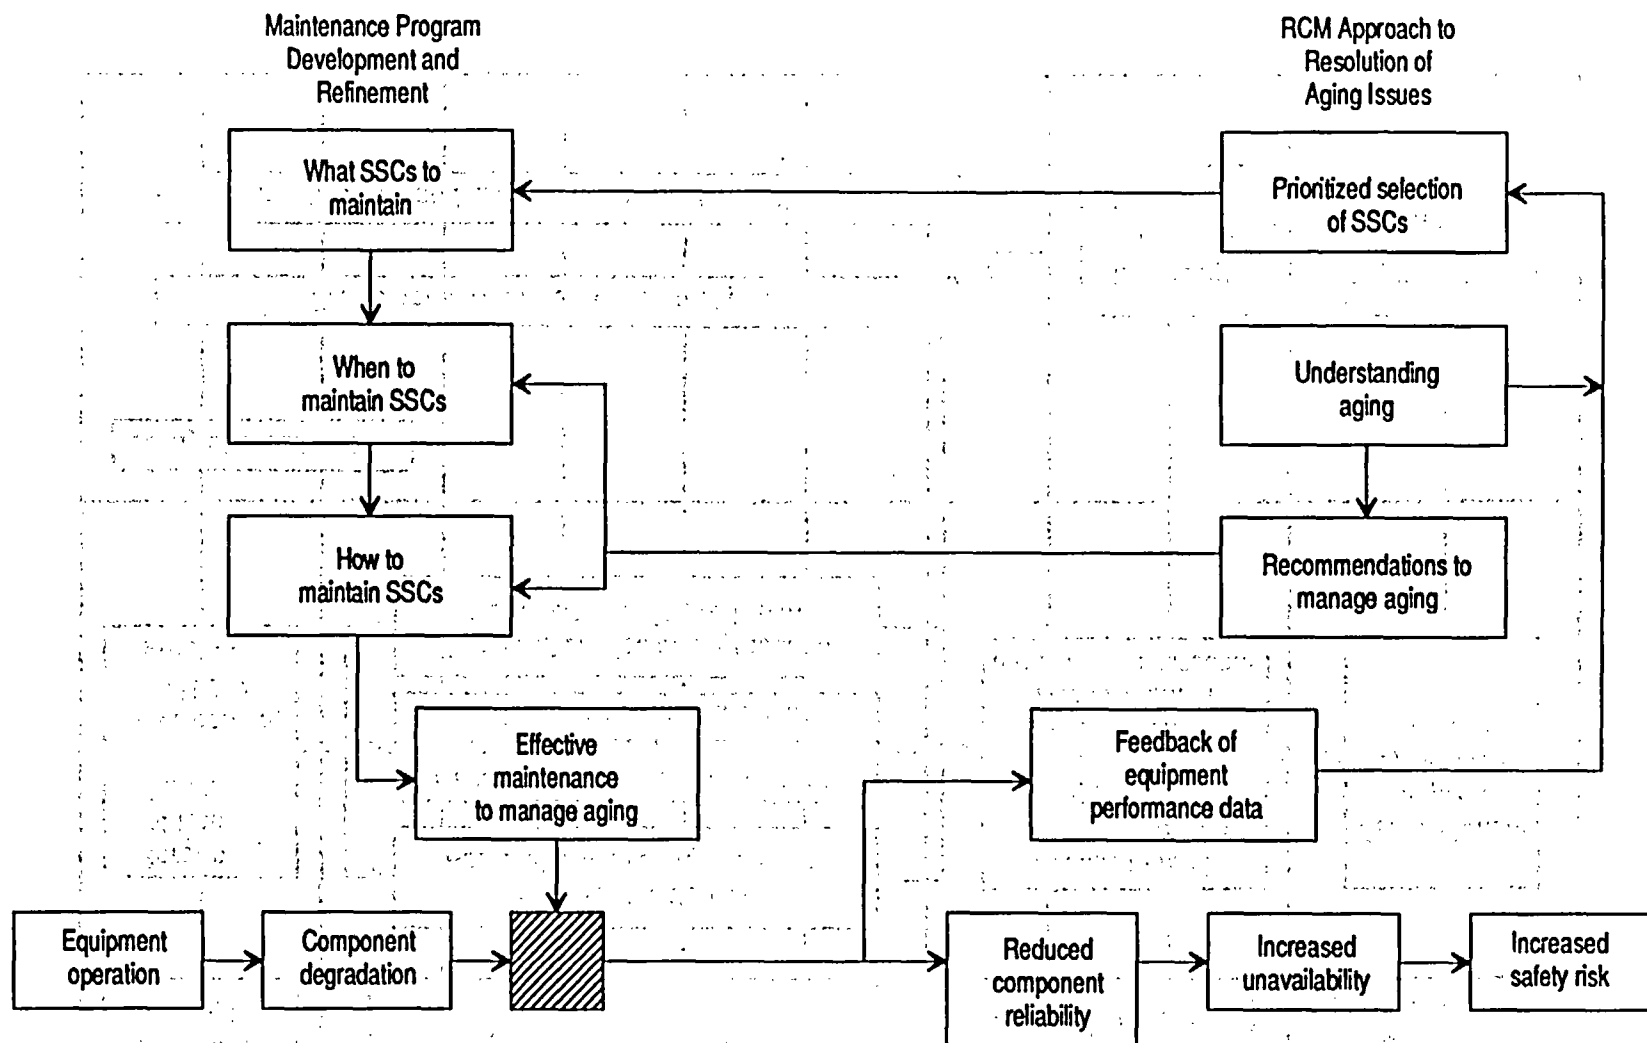 Maintenance Program
Development and
Refinement
RCM Approach to
Resolution of
Aging Issues
What SSCs to
maintain
Prioritized selection
of SSCs
When to
maintain SSCs
Understanding
aging
How to
maintain SSCs
Recommendations to
manage aging
Effective
maintenance
to manage aging
Feedback of
equipment
performance data
Equipment
operation
Component
degradation
Reduced
component
reliability
Increased
unavailability
Increased
safety risk